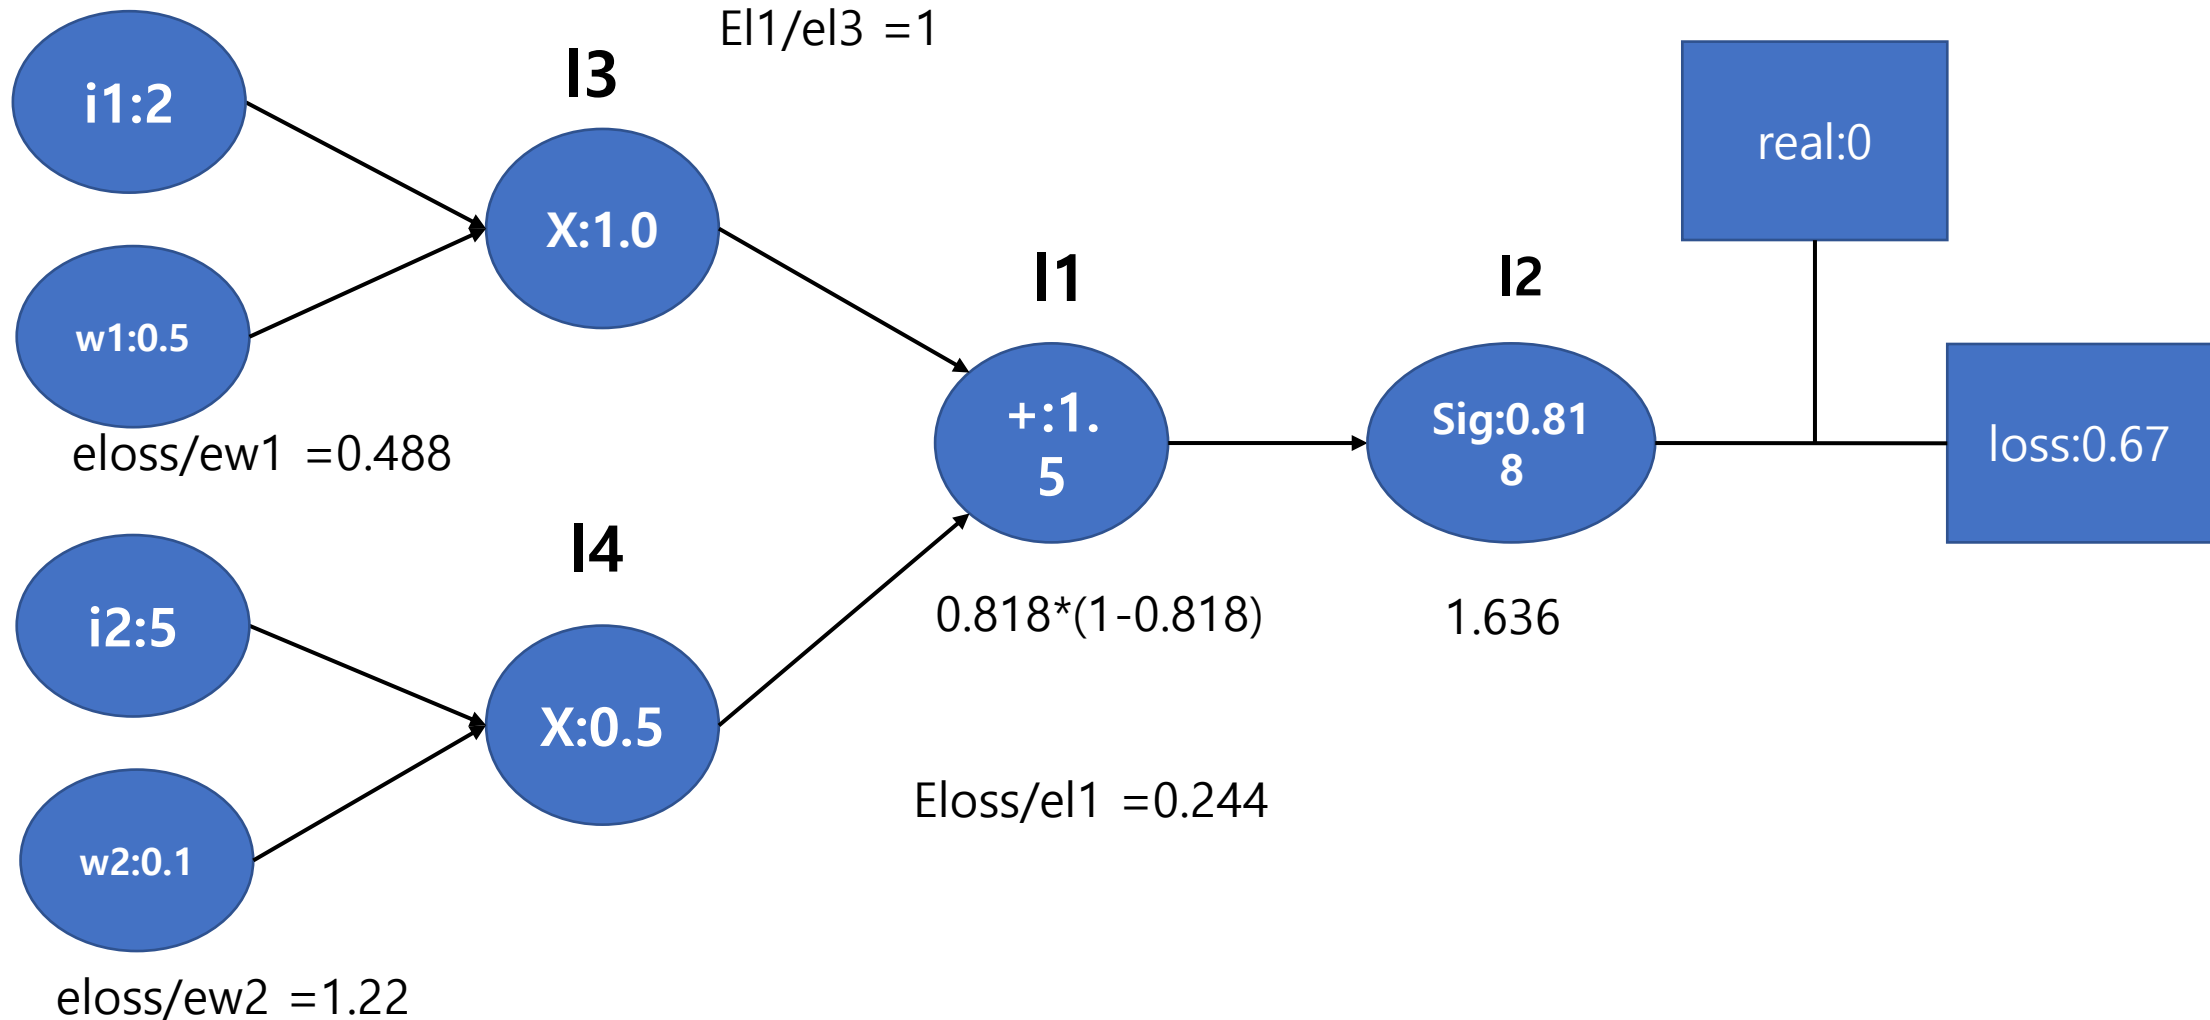 El1/el3 =1
l3
i1:2
real:0
X:1.0
l1
l2
w1:0.5
+:1.
5
Sig:0.81
8
loss:0.67
eloss/ew1 =0.488
l4
i2:5
0.818*(1-0.818)
1.636
X:0.5
Eloss/el1 =0.244
w2:0.1
eloss/ew2 =1.22